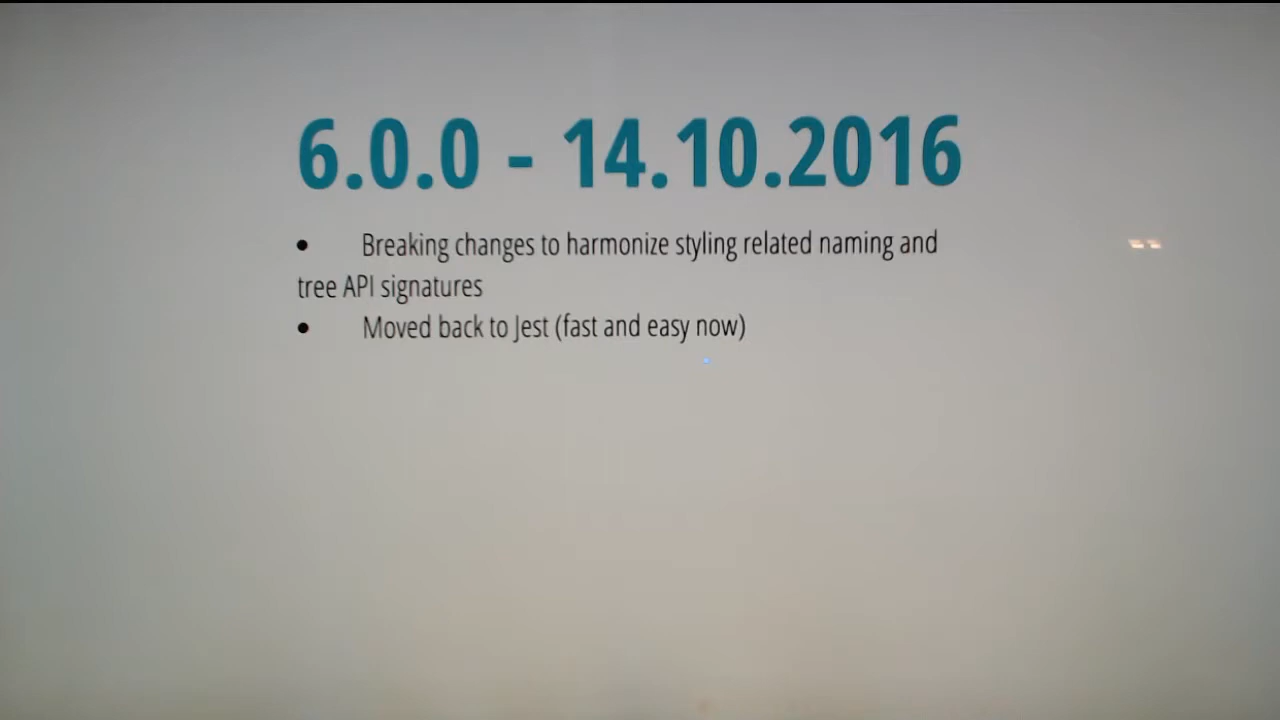 6.0.0 - 14.10.2016
• Breaking changes to harmonize styling related naming and
tree API signatures
• Moved back to Jest (fast and easy now)